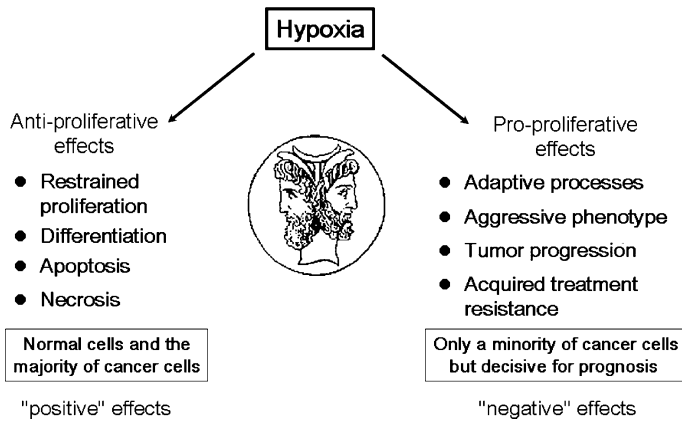 Hypoxia
Anti-proliferative
effects
● Restrained
proliferation
● Differentiation
● Apoptosis
● Necrosis
Normal cells and the
majority of cancer cells
"positive" effects
Pro-proliferative
effects
● Adaptive processes
● Aggressive phenotype
● Tumor progression
● Acquired treatment
resistance
Only a minority of cancer cells
but decisive for prognosis
"negative" effects